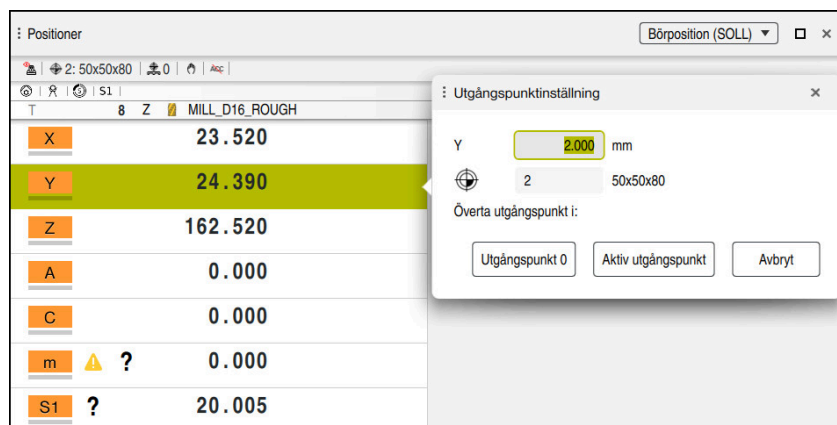 Positioner
Börposition (SOLL)
2: 50x50x80 0 Acc
S1
T 8 Z MILL_D16_ROUGH
X 23.520
Y 24.390
Z 162.520
A 0.000
C 0.000
m ? 0.000
S1 ? 20.005
Utgångspunktinställning
Y 2.000 mm
2 50x50x80
Överta utgångspunkt i:
Utgångspunkt 0 Aktiv utgångspunkt Avbryt